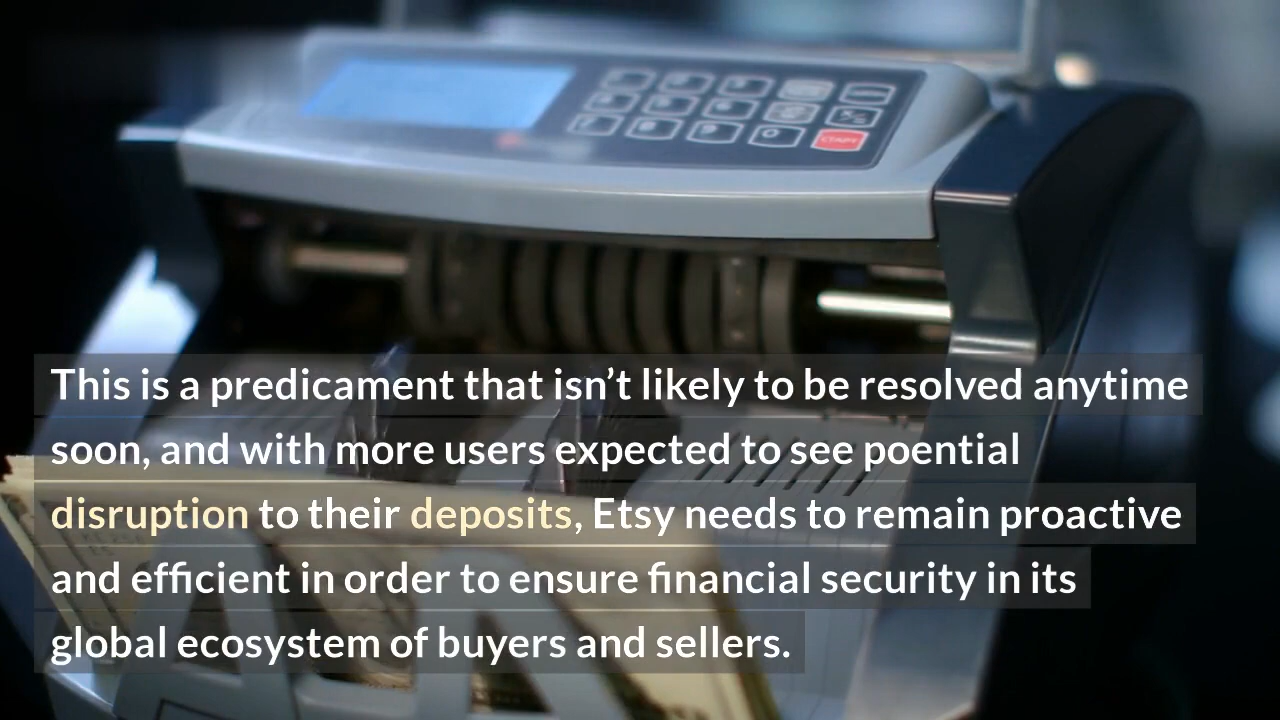 СТАРТ
This is a predicament that isn’t likely to be resolved anytime
soon, and with more users expected to see poential
disruption to their deposits, Etsy needs to remain proactive
and efficient in order to ensure financial security in its
global ecosystem of buyers and sellers.